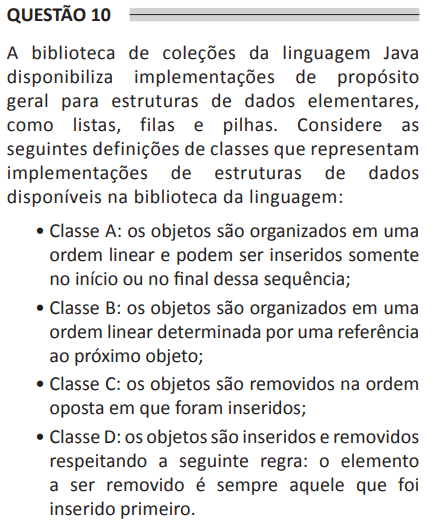 QUESTÃO 10
A biblioteca de coleções da linguagem Java
disponibiliza implementações de propósito
geral para estruturas de dados elementares,
como listas, filas e pilhas. Considere as
seguintes definições de classes que representam
implementações de estruturas de dados
disponíveis na biblioteca da linguagem:
• Classe A: os objetos são organizados em uma
ordem linear e podem ser inseridos somente
no início ou no final dessa sequência;
• Classe B: os objetos são organizados em uma
ordem linear determinada por uma referência
ao próximo objeto;
• Classe C: os objetos são removidos na ordem
oposta em que foram inseridos;
• Classe D: os objetos são inseridos e removidos
respeitando a seguinte regra: o elemento
a ser removido é sempre aquele que foi
inserido primeiro.